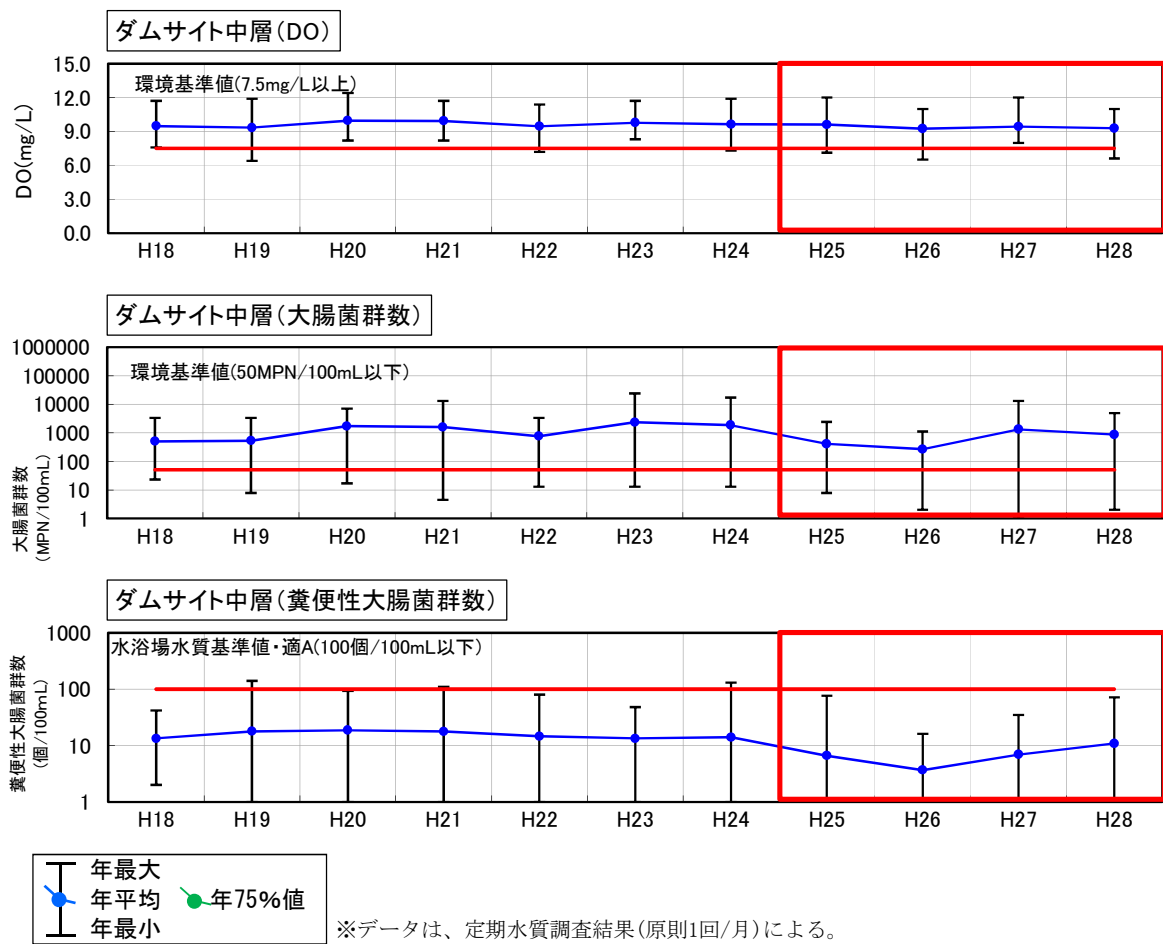 ダムサイト中層(DO)
環境基準値(7.5mg/L以上)
DO(mg/L)
15.0
12.0
9.0
6.0
3.0
0.0
H18 H19 H20 H21 H22 H23 H24 H25 H26 H27 H28
ダムサイト中層(大腸菌群数)
環境基準値(50MPN/100mL以下)
大腸菌群数
(MPN/100mL)
1000000
100000
10000
1000
100
10
1
H18 H19 H20 H21 H22 H23 H24 H25 H26 H27 H28
ダムサイト中層(糞便性大腸菌群数)
水浴場水質基準値・適A(100個/100mL以下)
糞便性大腸菌群数
(個/100mL)
1000
100
10
1
H18 H19 H20 H21 H22 H23 H24 H25 H26 H27 H28
年最大
年平均 年75%値
年最小
※データは、定期水質調査結果(原則1回/月)による。